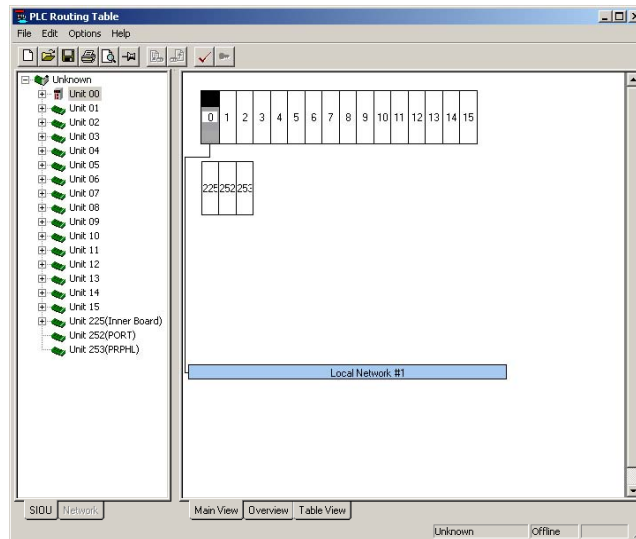 PLC Routing Table
File Edit Options Help
Unknown
Unit 00
Unit 01
Unit 02
Unit 03
Unit 04
Unit 05
Unit 06
Unit 07
Unit 08
Unit 09
Unit 10
Unit 11
Unit 12
Unit 13
Unit 14
Unit 15
Unit 225(Inner Board)
Unit 252(PORT)
Unit 253(PRPHL)
0 1 2 3 4 5 6 7 8 9 10 11 12 13 14 15
225 252 253
Local Network #1
SIOU Network
Main View Overview Table View
Unknown Offline